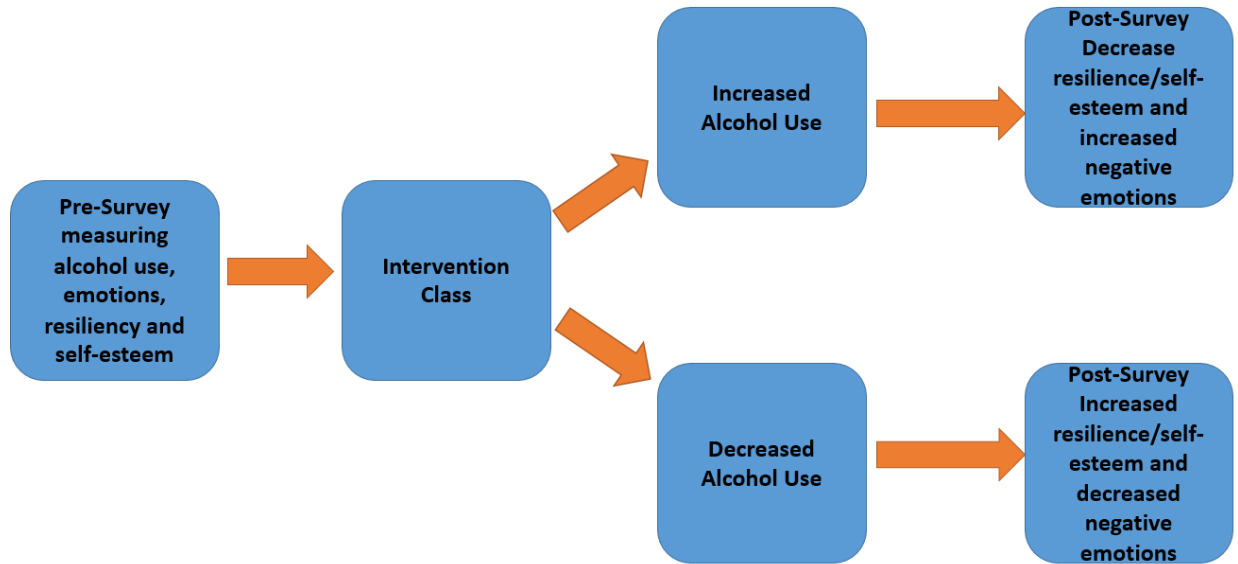 Pre-Survey
measuring
alcohol use,
emotions,
resiliency and
self-esteem
Intervention
Class
Increased
Alcohol Use
Post-Survey
Decrease
resilience/self-
esteem and
increased
negative
emotions
Decreased
Alcohol Use
Post-Survey
Increased
resilience/self-
esteem and
decreased
negative
emotions